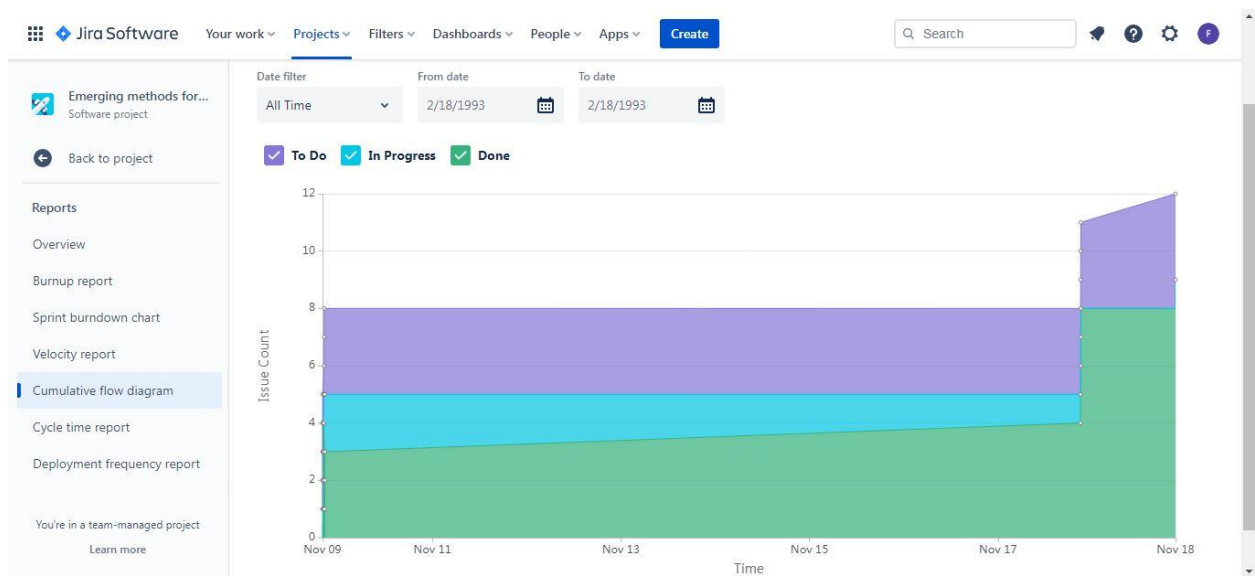 Jira Software Your work Projects Filters Dashboards People Apps Create Search F
Emerging methods for...
Software project
Back to project
Reports
Overview
Burnup report
Sprint burndown chart
Velocity report
Cumulative flow diagram
Cycle time report
Deployment frequency report
You're in a team-managed project
Learn more
Date filter From date To date
All Time 2/18/1993 2/18/1993
To Do In Progress Done
12
10
8
6
4
2
0
Issue Count
Nov 09 Nov 11 Nov 13 Nov 15 Nov 17 Nov 18
Time